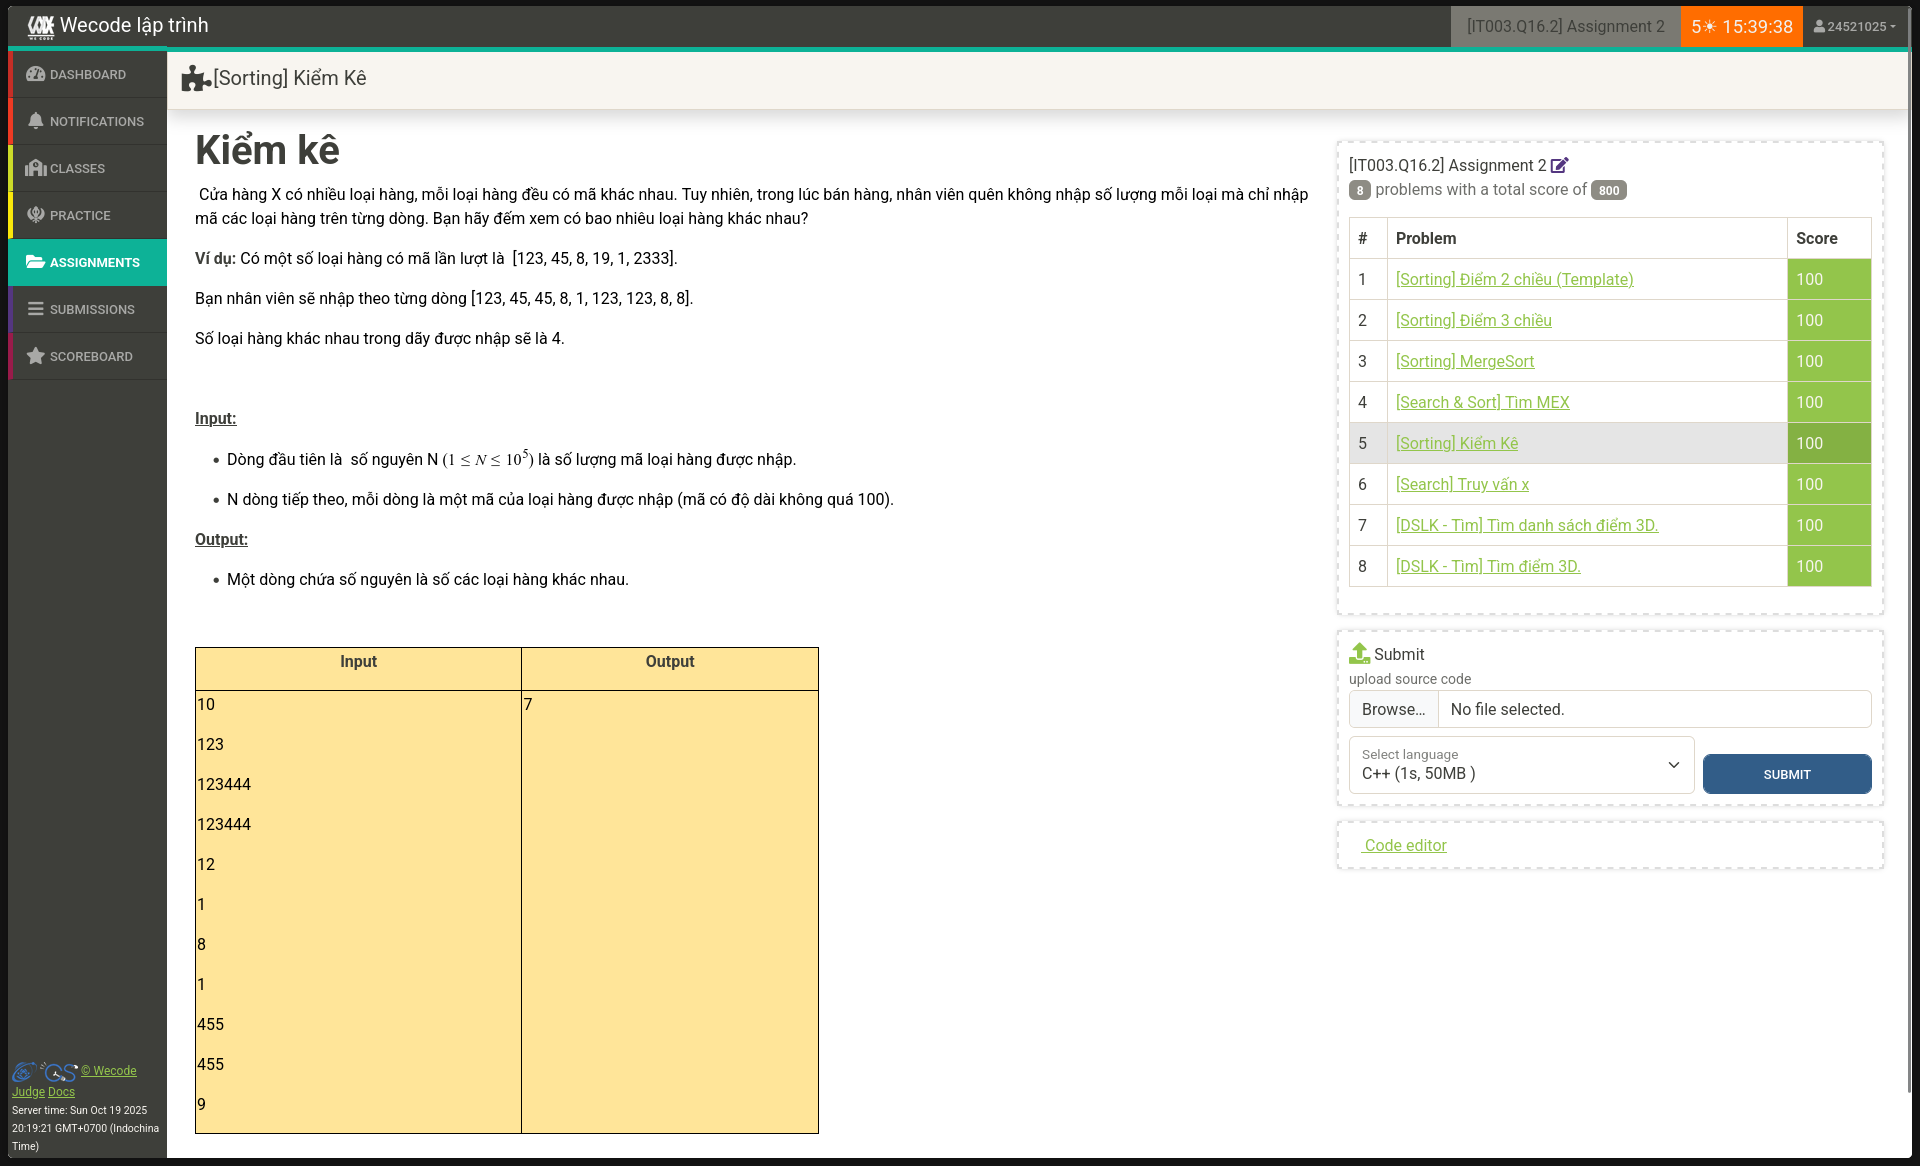 Wecode lập trình
[IT003.Q16.2] Assignment 2
5☀ 15:39:38
24521025
DASHBOARD
NOTIFICATIONS
CLASSES
PRACTICE
ASSIGNMENTS
SUBMISSIONS
SCOREBOARD
© Wecode
Judge Docs
Server time: Sun Oct 19 2025
20:19:21 GMT+0700 (Indochina
Time)
[Sorting] Kiểm Kê
Kiểm kê
Cửa hàng X có nhiều loại hàng, mỗi loại hàng đều có mã khác nhau. Tuy nhiên, trong lúc bán hàng, nhân viên quên không nhập số lượng mỗi loại mà chỉ nhập
mã các loại hàng trên từng dòng. Bạn hãy đếm xem có bao nhiêu loại hàng khác nhau?
Ví dụ: Có một số loại hàng có mã lần lượt là [123, 45, 8, 19, 1, 2333].
Bạn nhân viên sẽ nhập theo từng dòng [123, 45, 45, 8, 1, 123, 123, 8, 8].
Số loại hàng khác nhau trong dãy được nhập sẽ là 4.
Input:
• Dòng đầu tiên là số nguyên N (1 ≤ N ≤ 10^5) là số lượng mã loại hàng được nhập.
• N dòng tiếp theo, mỗi dòng là một mã của loại hàng được nhập (mã có độ dài không quá 100).
Output:
• Một dòng chứa số nguyên là số các loại hàng khác nhau.
Input Output
10 7
123
123444
123444
12
1
8
1
455
455
9
[IT003.Q16.2] Assignment 2
8 problems with a total score of 800
# Problem Score
1 [Sorting] Điểm 2 chiều (Template) 100
2 [Sorting] Điểm 3 chiều 100
3 [Sorting] MergeSort 100
4 [Search & Sort] Tìm MEX 100
5 [Sorting] Kiểm Kê 100
6 [Search] Truy vấn x 100
7 [DSLK - Tìm] Tìm danh sách điểm 3D. 100
8 [DSLK - Tìm] Tìm điểm 3D. 100
Submit
upload source code
Browse... No file selected.
Select language
C++ (1s, 50MB )
SUBMIT
Code editor